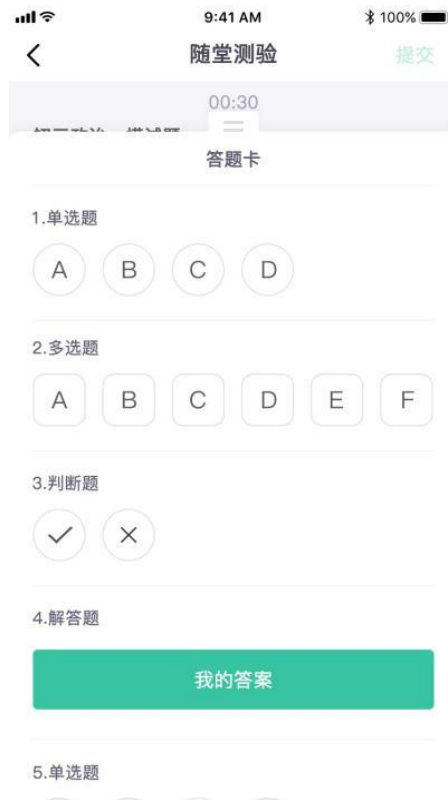 9:41 AM
100%
随堂测验
提交
00:30
答题卡
1.单选题
A B C D
2.多选题
A B C D E F
3.判断题
4.解答题
我的答案
5.单选题